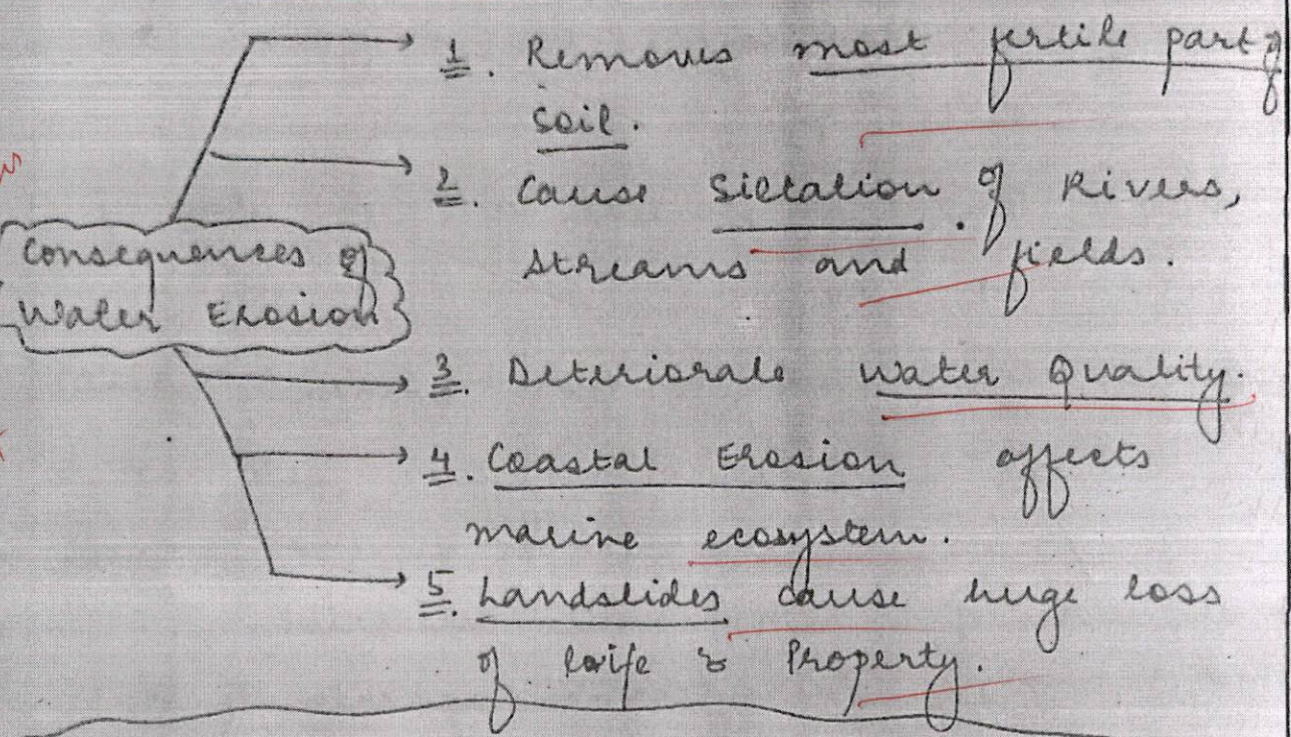 1. Removes most fertile part of
soil.
2. Cause Siltation of Rivers,
streams and fields.
Consequences of
Water Erosion
3. Deteriorate Water Quality.
4. Coastal Erosion affects
marine ecosystem.
5. Landslides cause huge loss
of life & Property.